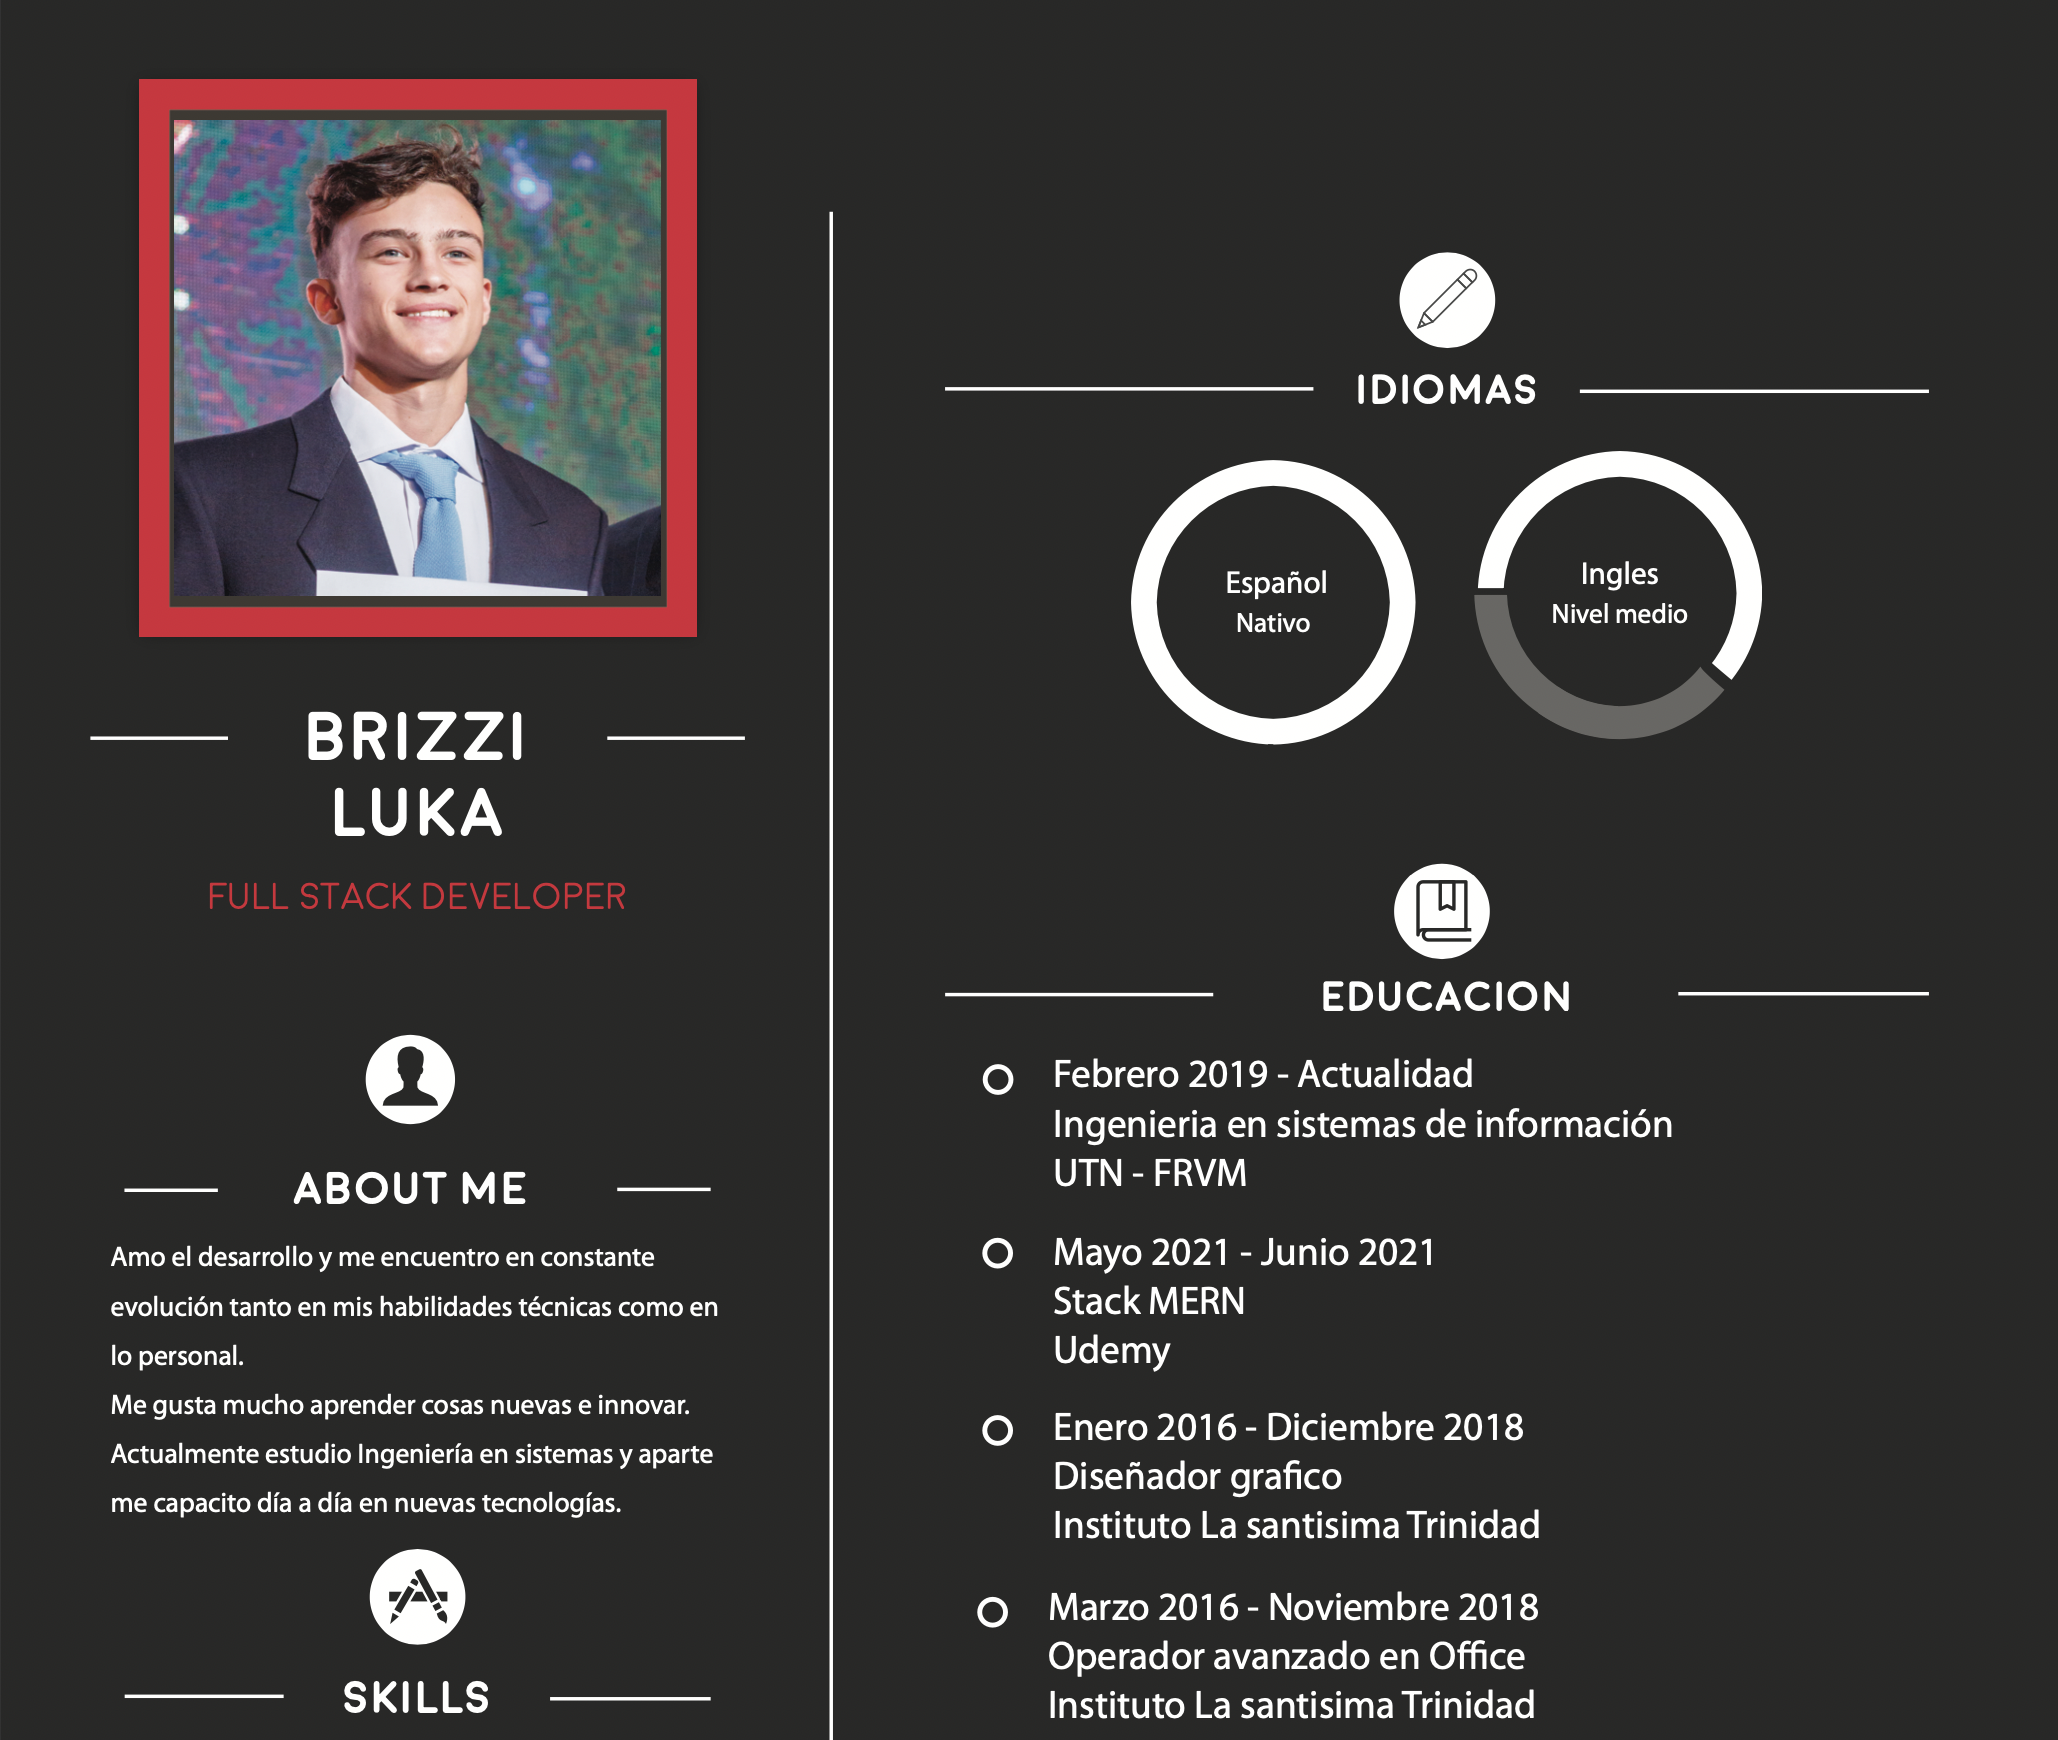 BRIZZI
LUKA
FULL STACK DEVELOPER
ABOUT ME
Amo el desarrollo y me encuentro en constante
evolución tanto en mis habilidades técnicas como en
lo personal.
Me gusta mucho aprender cosas nuevas e innovar.
Actualmente estudio Ingeniería en sistemas y aparte
me capacito día a día en nuevas tecnologías.
SKILLS
IDIOMAS
Español
Nativo
Ingles
Nivel medio
EDUCACION
Febrero 2019 - Actualidad
Ingenieria en sistemas de información
UTN - FRVM
Mayo 2021 - Junio 2021
Stack MERN
Udemy
Enero 2016 - Diciembre 2018
Diseñador grafico
Instituto La santisima Trinidad
Marzo 2016 - Noviembre 2018
Operador avanzado en Office
Instituto La santisima Trinidad